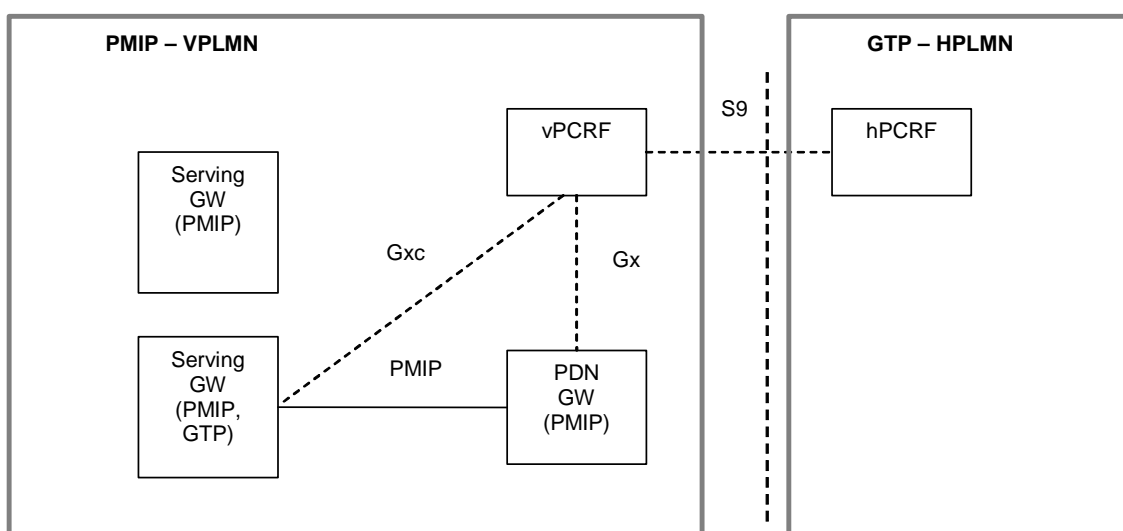 PMIP – VPLMN
GTP – HPLMN
S9
vPCRF
hPCRF
Serving
GW
(PMIP)
Gxc
Gx
Serving
GW
(PMIP,
GTP)
PMIP
PDN
GW
(PMIP)